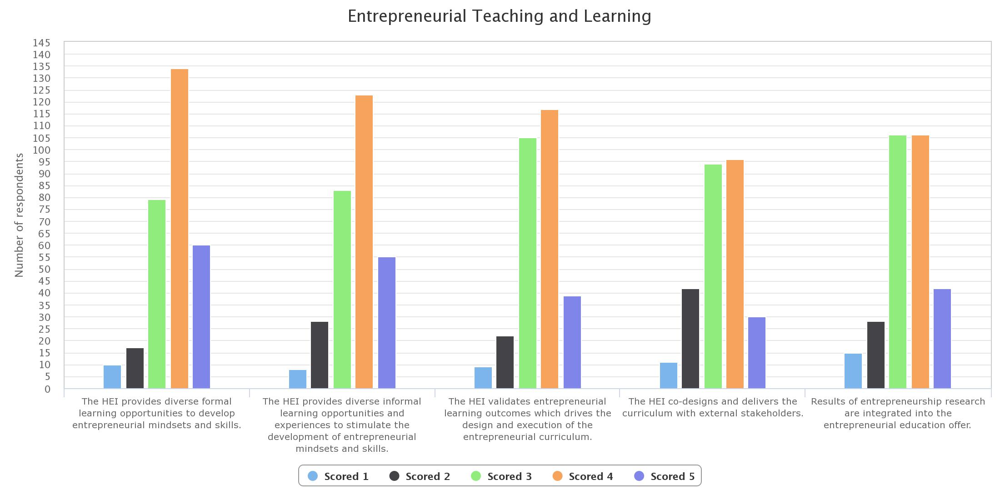 Entrepreneurial Teaching and Learning
Number of respondents
145
140
135
130
125
120
115
110
105
100
95
90
85
80
75
70
65
60
55
50
45
40
35
30
25
20
15
10
5
0
The HEI provides diverse formal
learning opportunities to develop
entrepreneurial mindsets and skills.
The HEI provides diverse informal
learning opportunities and
experiences to stimulate the
development of entrepreneurial
mindsets and skills.
The HEI validates entrepreneurial
learning outcomes which drives the
design and execution of the
entrepreneurial curriculum.
The HEI co-designs and delivers the
curriculum with external stakeholders.
Results of entrepreneurship research
are integrated into the
entrepreneurial education offer.
Scored 1 Scored 2 Scored 3 Scored 4 Scored 5